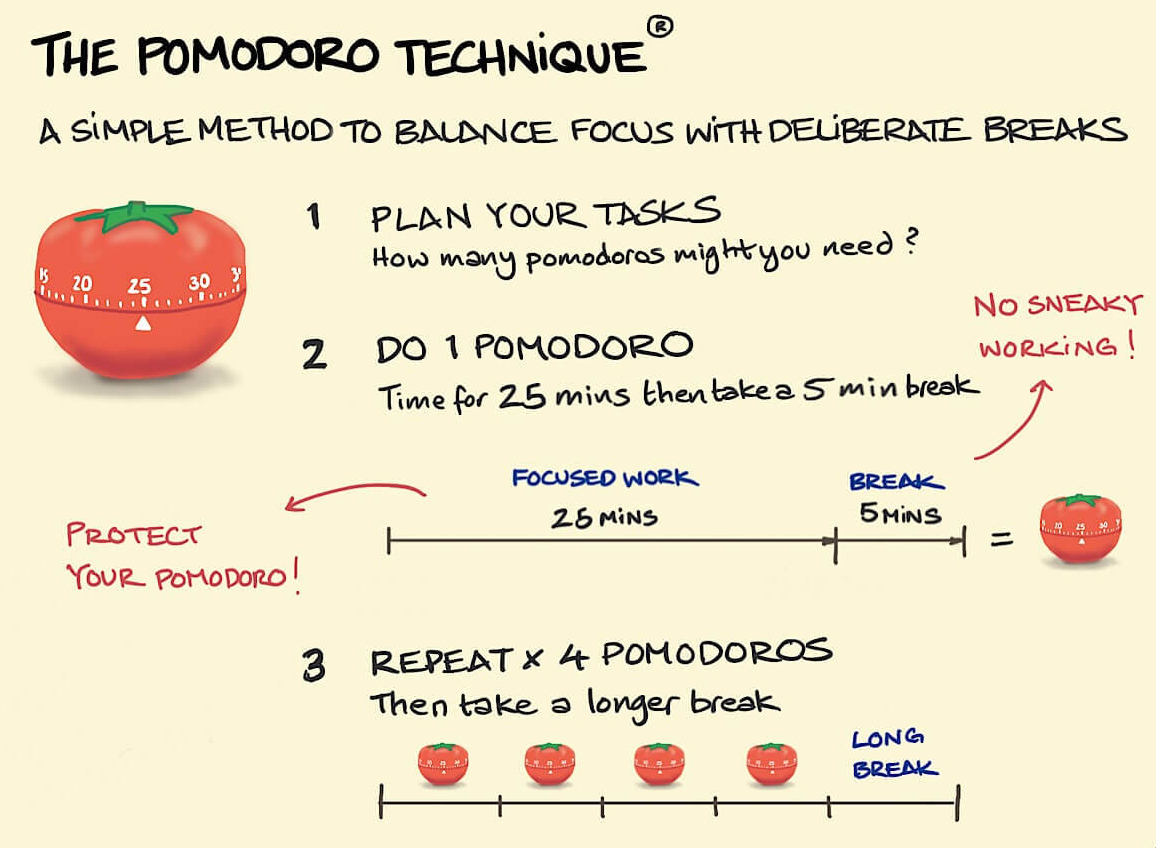 THE POMODORO TECHNIQUE®
A SIMPLE METHOD TO BALANCE FOCUS WITH DELIBERATE BREAKS
15 20 25 30
1 PLAN YOUR TASKS
How many pomodoros might you need?
NO SNEAKY
WORKING!
2 DO 1 POMODORO
Time for 25 mins then take a 5 min break
FOCUSED WORK
25 MINS
BREAK
5 MINS
=
PROTECT
YOUR POMODORO!
3 REPEAT x 4 POMODOROS
Then take a longer break
LONG
BREAK